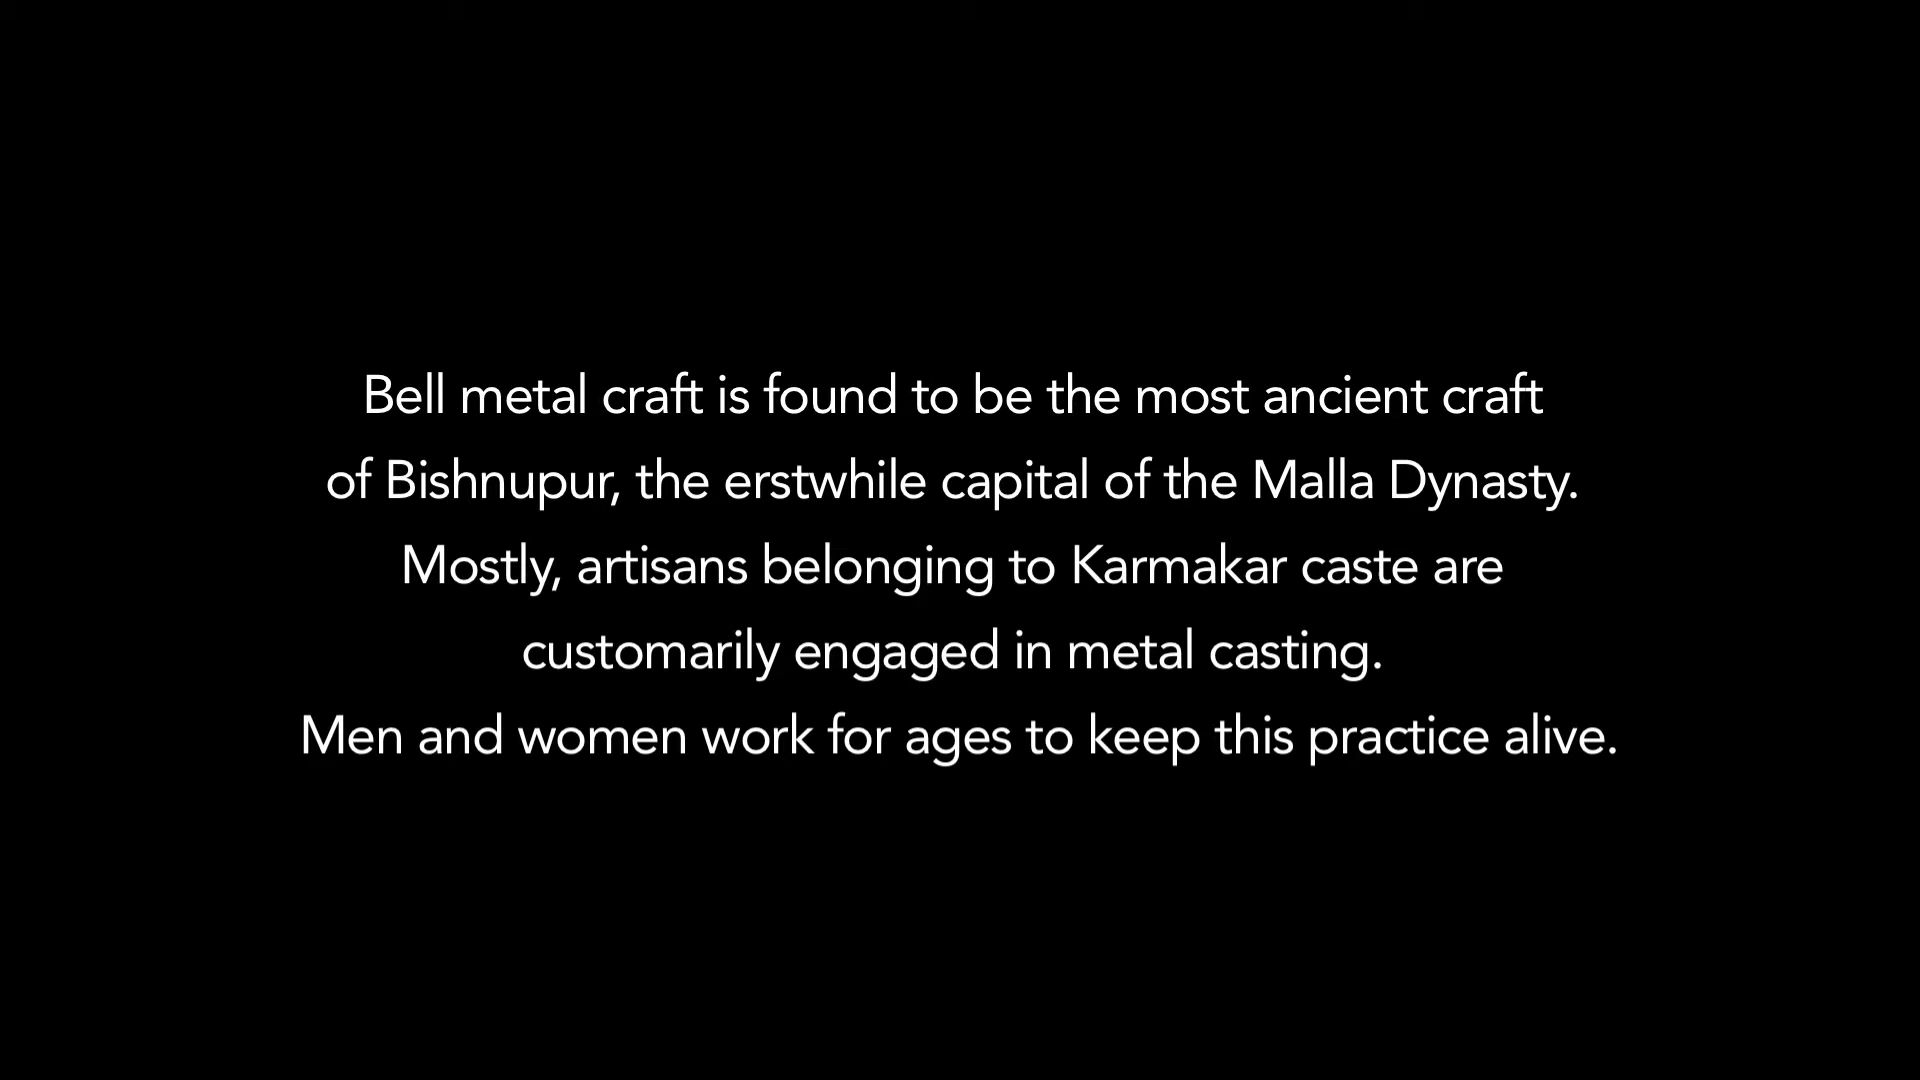 Bell metal craft is found to be the most ancient craft
of Bishnupur, the erstwhile capital of the Malla Dynasty.
Mostly, artisans belonging to Karmakar caste are
customarily engaged in metal casting.
Men and women work for ages to keep this practice alive.